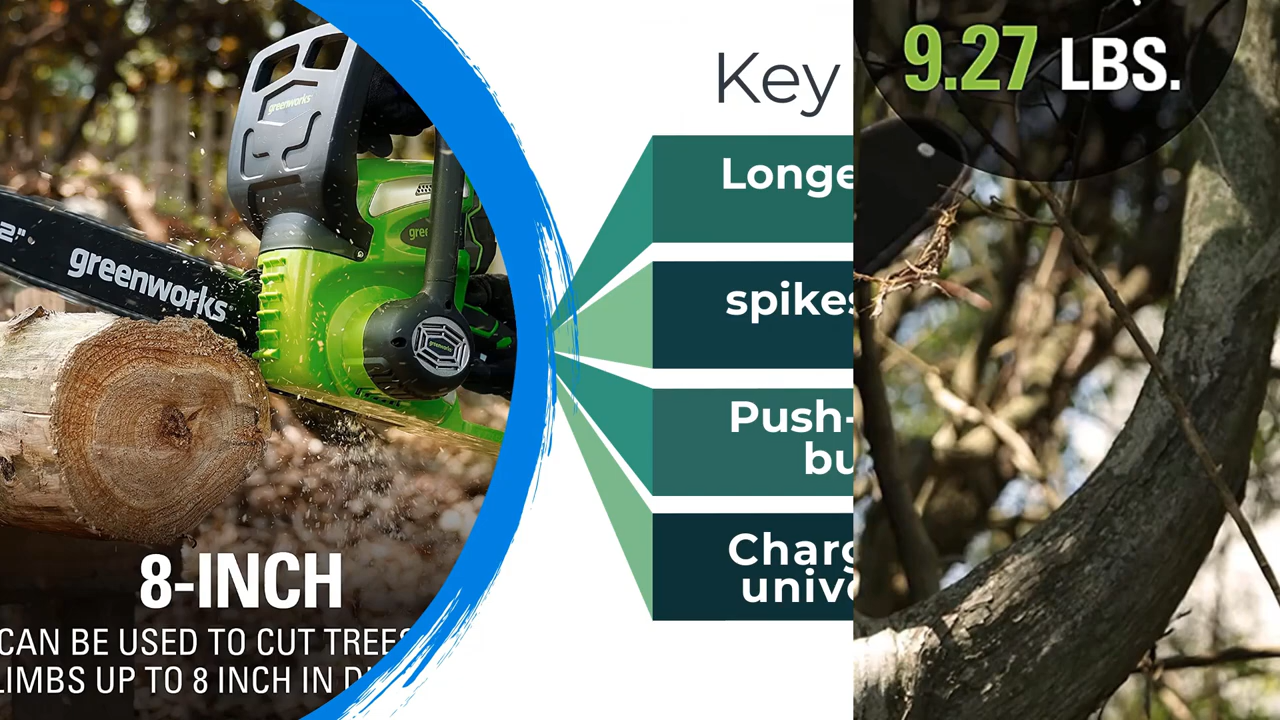 greenworks
2"
greenworks
greenworks
8-INCH
CAN BE USED TO CUT TREES
LIMBS UP TO 8 INCH IN
Key
Longe
spikes
Push-
bu
Charg
unive
9.27 LBS.